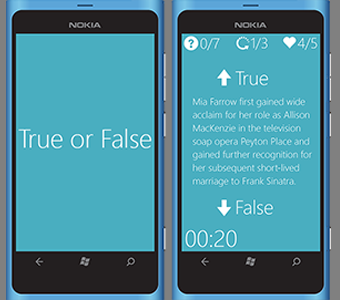 NOKIA
True or False
NOKIA
? 0/7 1/3 4/5
True
Mia Farrow first gained wide
acclaim for her role as Allison
MacKenzie in the television
soap opera Peyton Place and
gained further recognition for
her subsequent short-lived
marriage to Frank Sinatra.
False
00:20